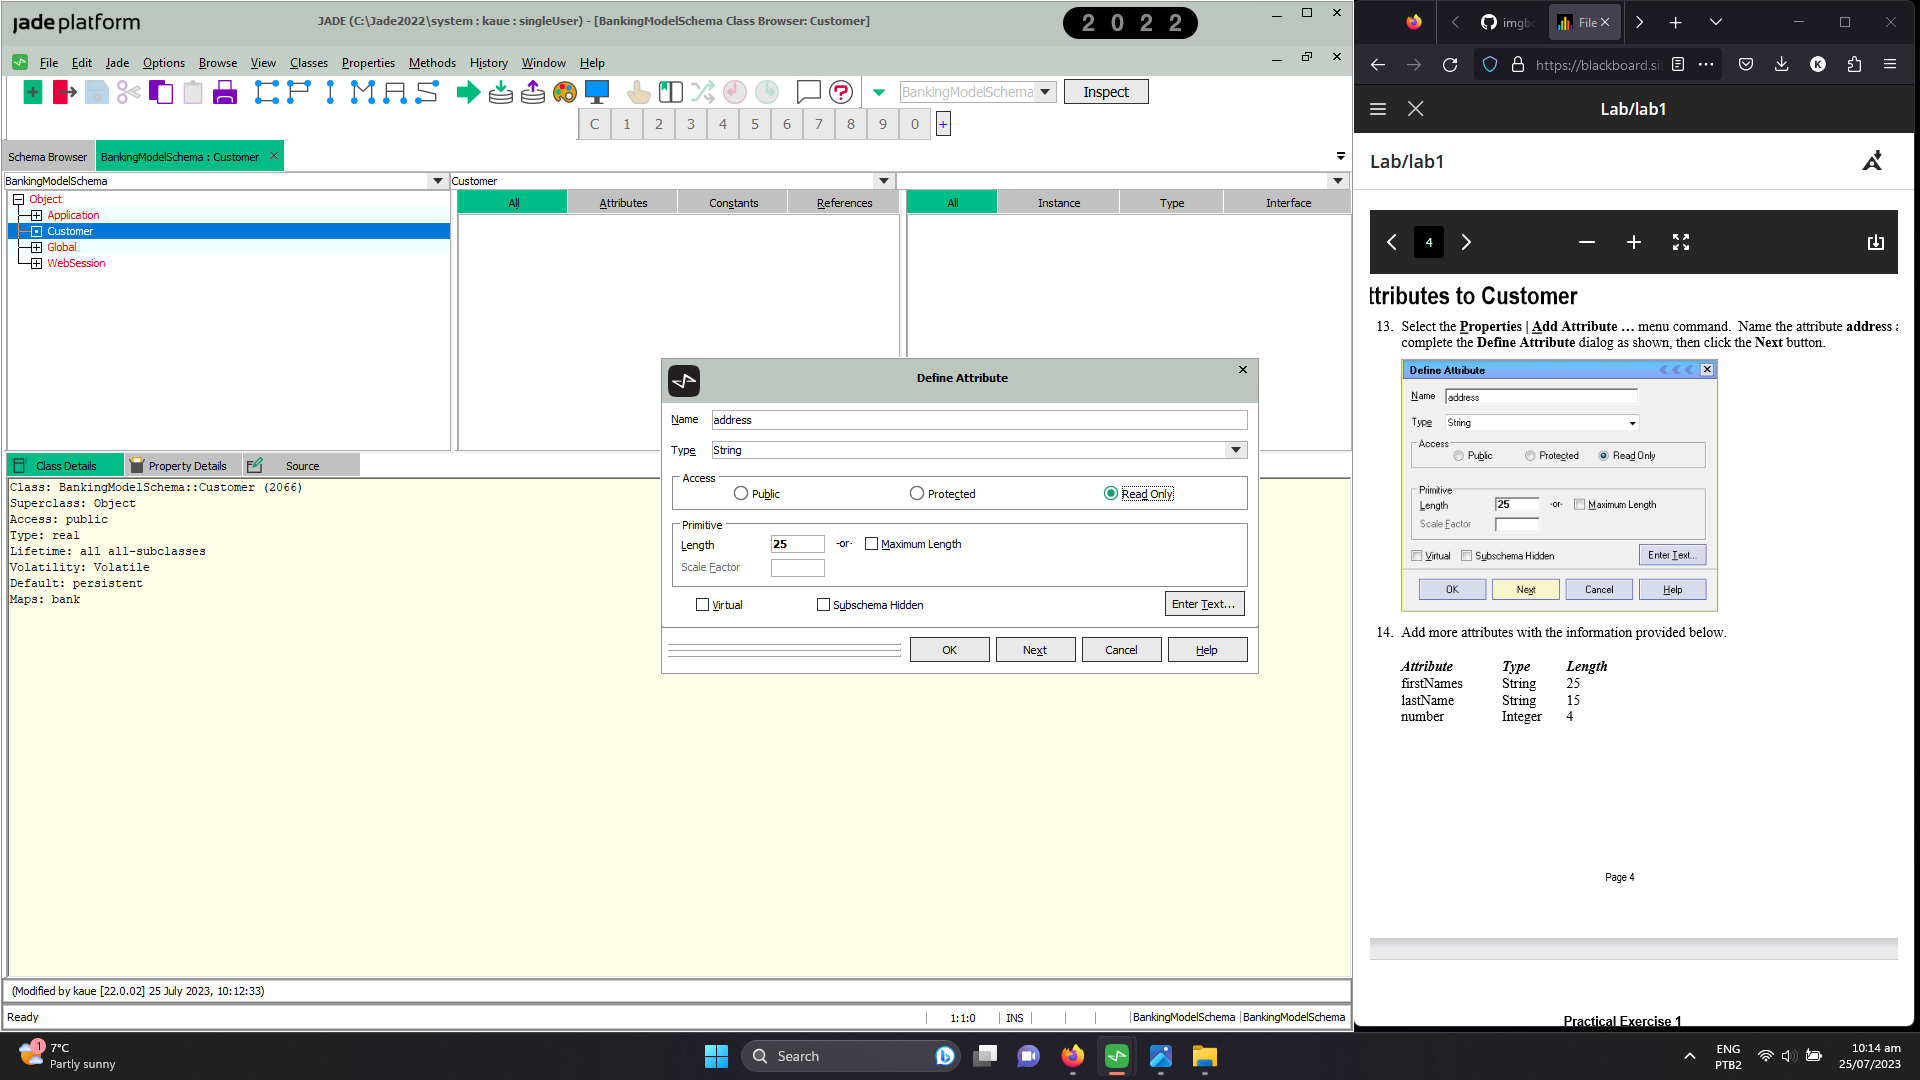 jade platform
JADE (C:\Jade2022\system : kaue : singleUser) - [BankingModelSchema Class Browser: Customer]
2 0 2 2
File Edit Jade Options Browse View Classes Properties Methods History Window Help
BankingModelSchema
Inspect
C 1 2 3 4 5 6 7 8 9 0 +
Schema Browser
BankingModelSchema : Customer
BankingModelSchema
Customer
Object
Application
Customer
Global
WebSession
All Attributes Constants References
All Instance Type Interface
Class Details Property Details Source
Class: BankingModelSchema::Customer (2066)
Superclass: Object
Access: public
Type: real
Lifetime: all all-subclasses
Volatility: Volatile
Default: persistent
Maps: bank
Define Attribute
Name address
Type String
Access
Public Protected Read Only
Primitive
Length 25 -or- Maximum Length
Scale Factor
Virtual Subschema Hidden Enter Text...
OK Next Cancel Help
(Modified by kaue [22.0.02] 25 July 2023, 10:12:33)
Ready
1:1:0 INS BankingModelSchema BankingModelSchema
File
https://blackboard.si
K
Lab/lab1
Lab/lab1
4
ttributes to Customer
13. Select the Properties | Add Attribute … menu command. Name the attribute address
complete the Define Attribute dialog as shown, then click the Next button.
Define Attribute
Name address
Type String
Access
Public Protected Read Only
Primitive
Length 25 -or- Maximum Length
Scale Factor
Virtual Subschema Hidden Enter Text...
OK Next Cancel Help
14. Add more attributes with the information provided below.
Attribute Type Length
firstNames String 25
lastName String 15
number Integer 4
Page 4
Practical Exercise 1
1
7°C
Partly sunny
Search
ENG
PTB2
10:14 am
25/07/2023